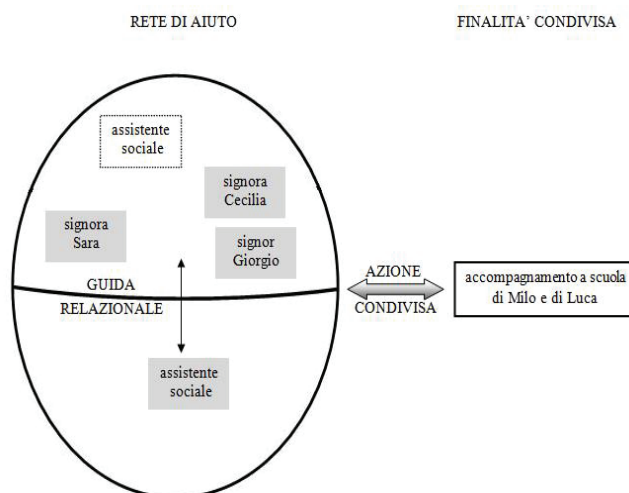 RETE DI AIUTO
FINALITA’ CONDIVISA
assistente
sociale
signora
Cecilia
signora
Sara
signor
Giorgio
GUIDA
RELAZIONALE
assistente
sociale
AZIONE
CONDIVISA
accompagnamento a scuola
di Milo e di Luca